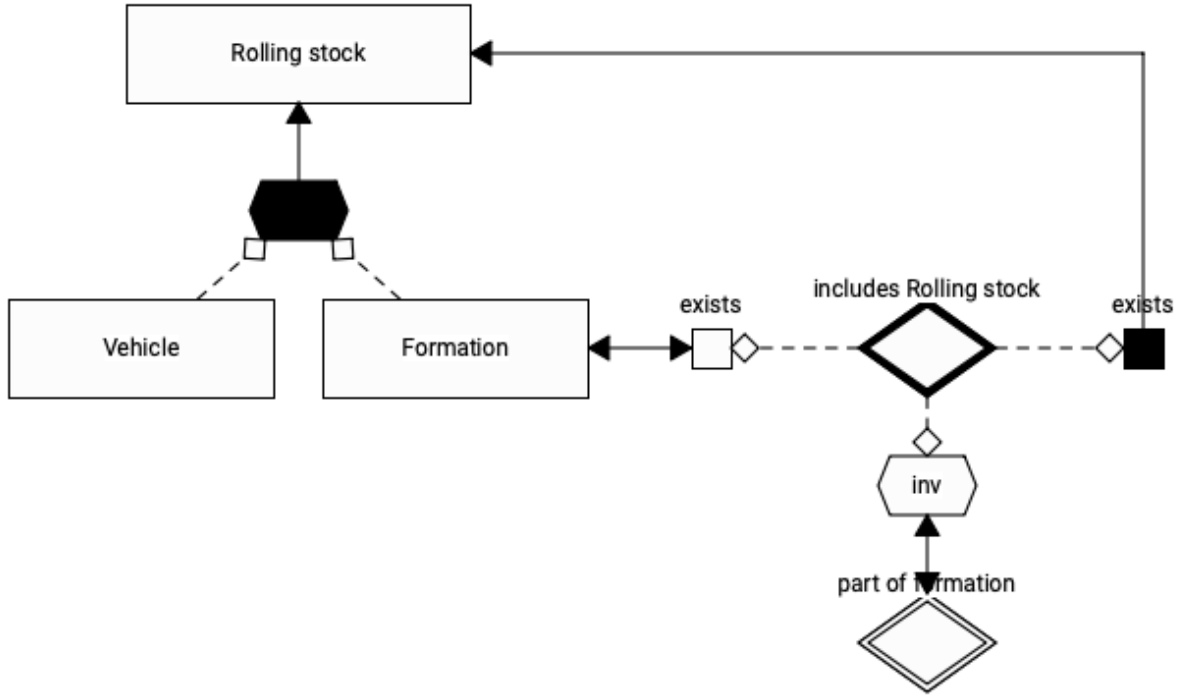 Rolling stock
includes Rolling stock
exists
exists
Vehicle
Formation
inv
part of formation